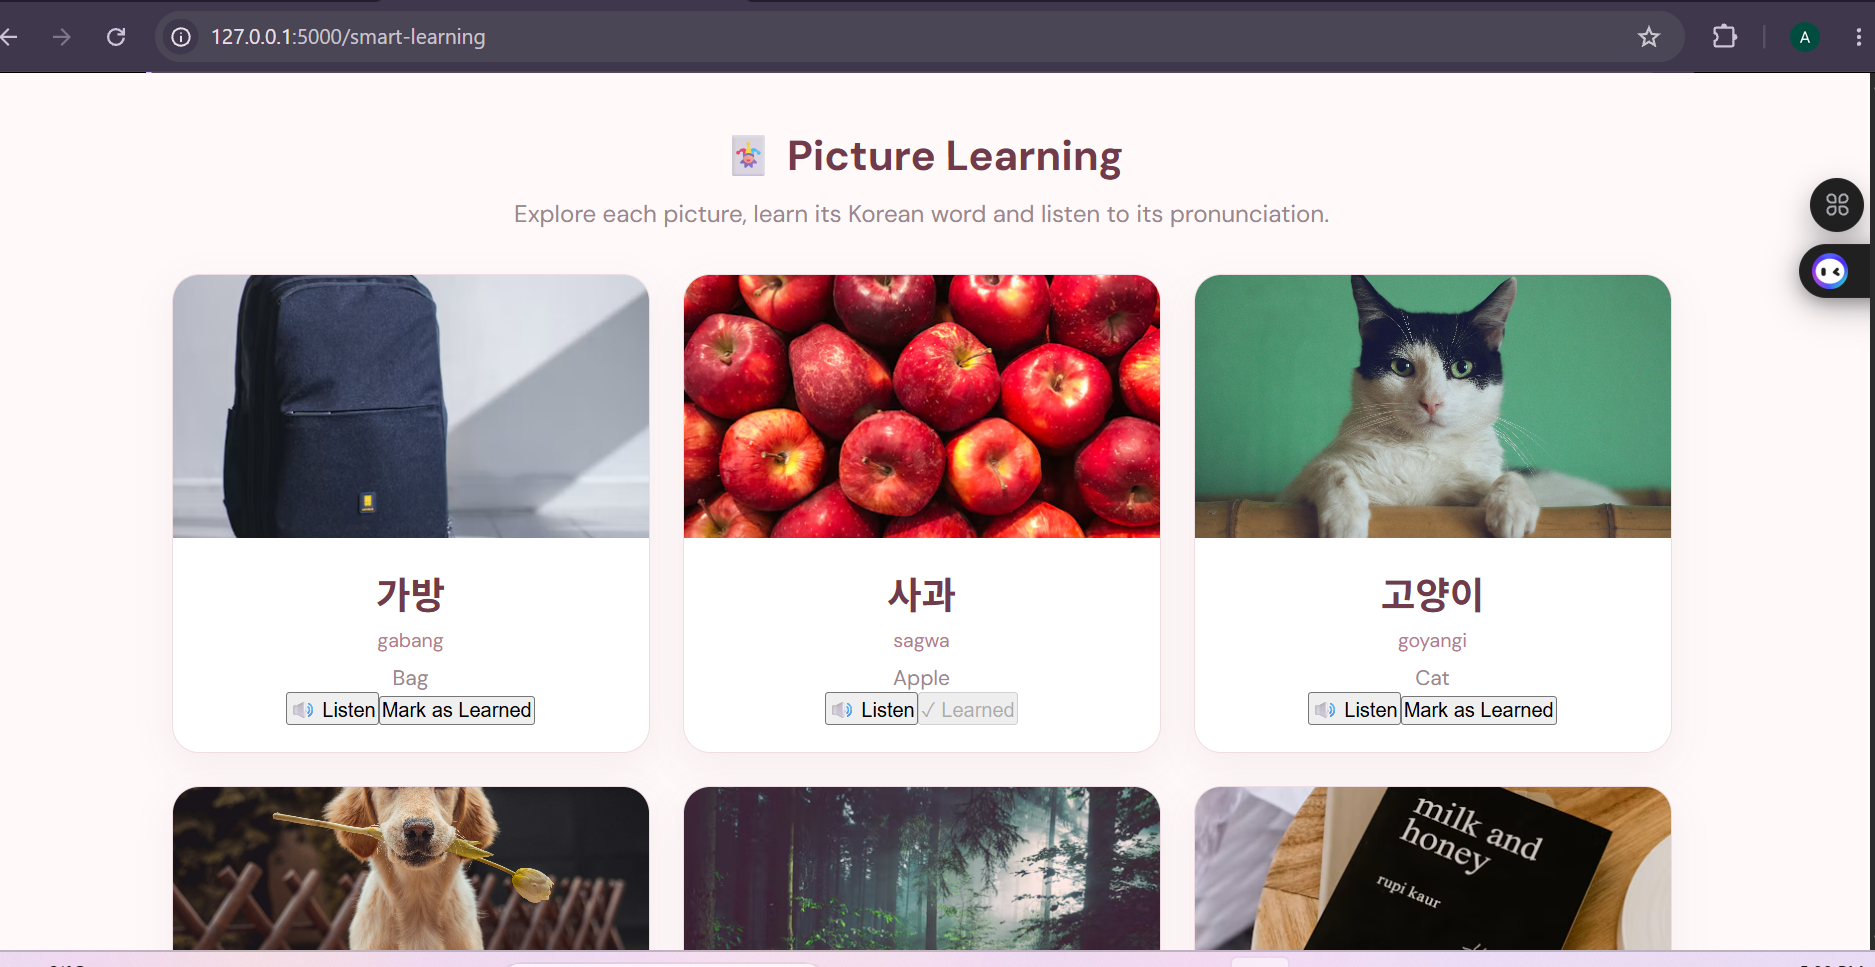 127.0.0.1:5000/smart-learning
A
Picture Learning
Explore each picture, learn its Korean word and listen to its pronunciation.
가방
gabang
Bag
Listen Mark as Learned
사과
sagwa
Apple
Listen ✓ Learned
고양이
goyangi
Cat
Listen Mark as Learned
milk and
honey
rupi kaur